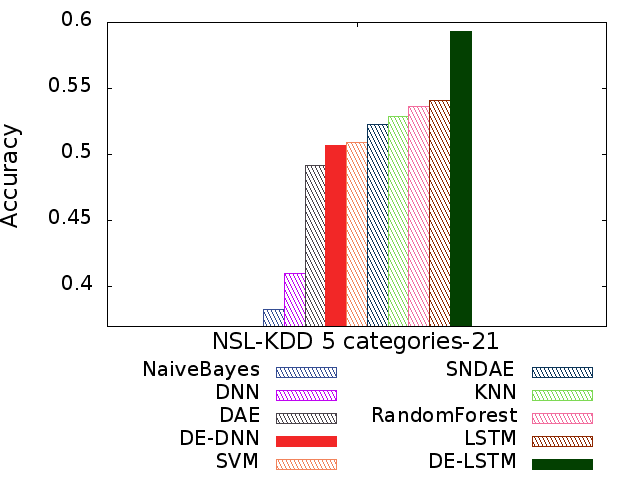 0.6
0.55
0.5
0.45
0.4
Accuracy
NSL-KDD 5 categories-21
NaiveBayes
DNN
DAE
DE-DNN
SVM
SNDAE
KNN
RandomForest
LSTM
DE-LSTM